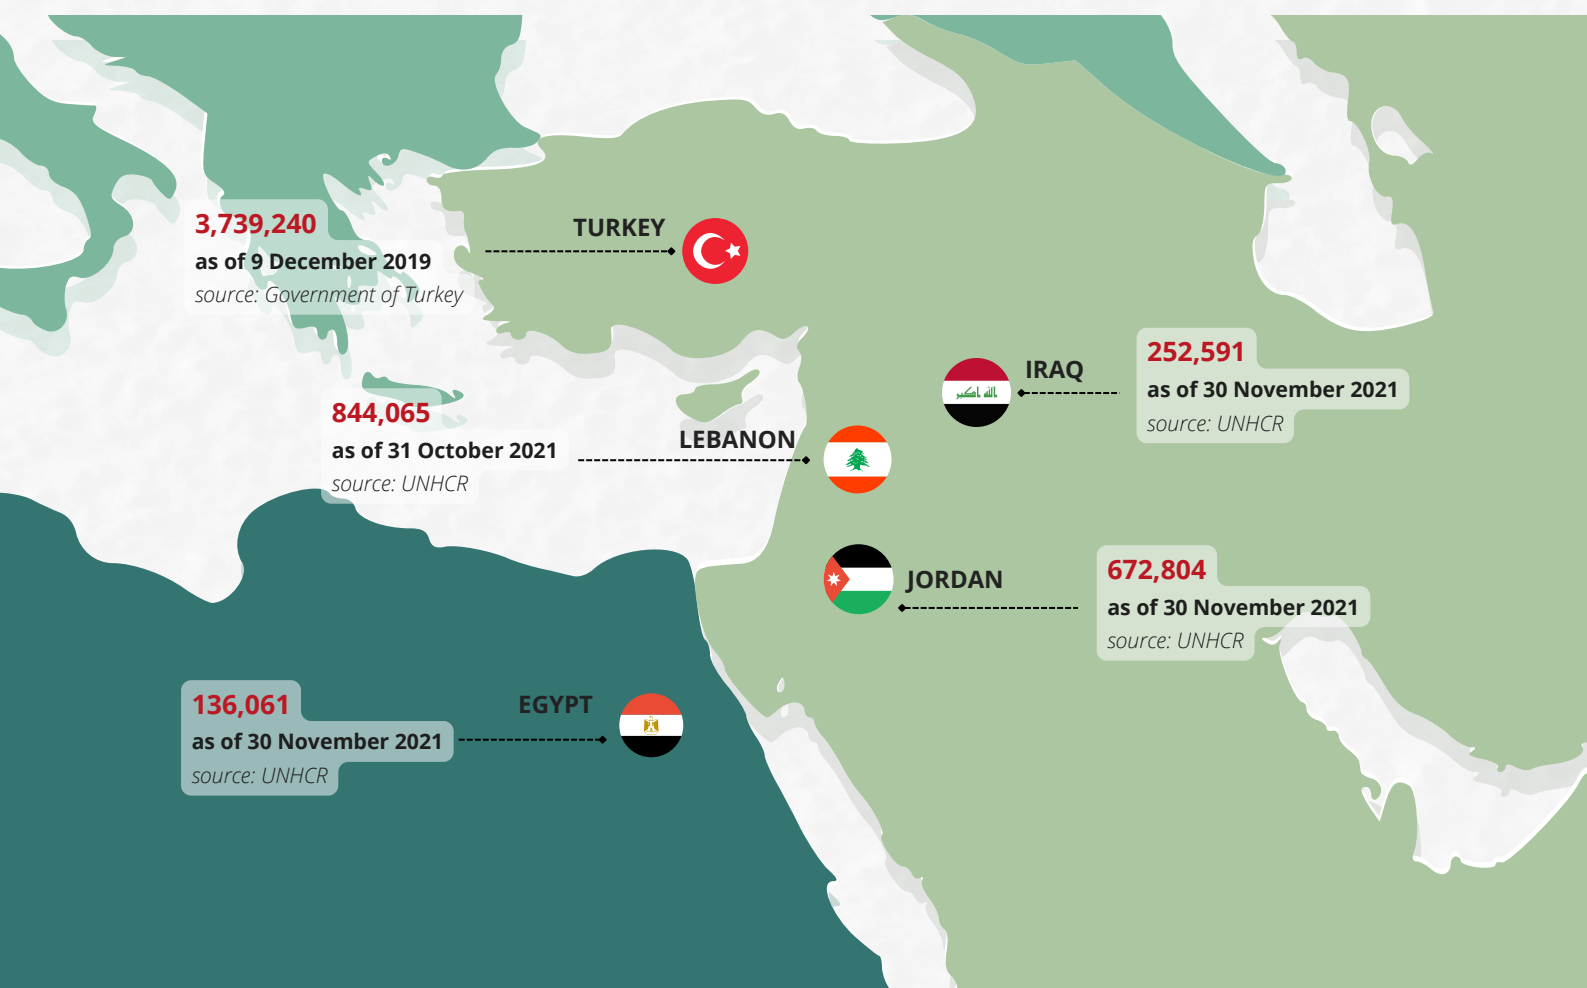 3,739,240
as of 9 December 2019
source: Government of Turkey
TURKEY
IRAQ
252,591
as of 30 November 2021
source: UNHCR
844,065
as of 31 October 2021
source: UNHCR
LEBANON
JORDAN
672,804
as of 30 November 2021
source: UNHCR
136,061
as of 30 November 2021
source: UNHCR
EGYPT